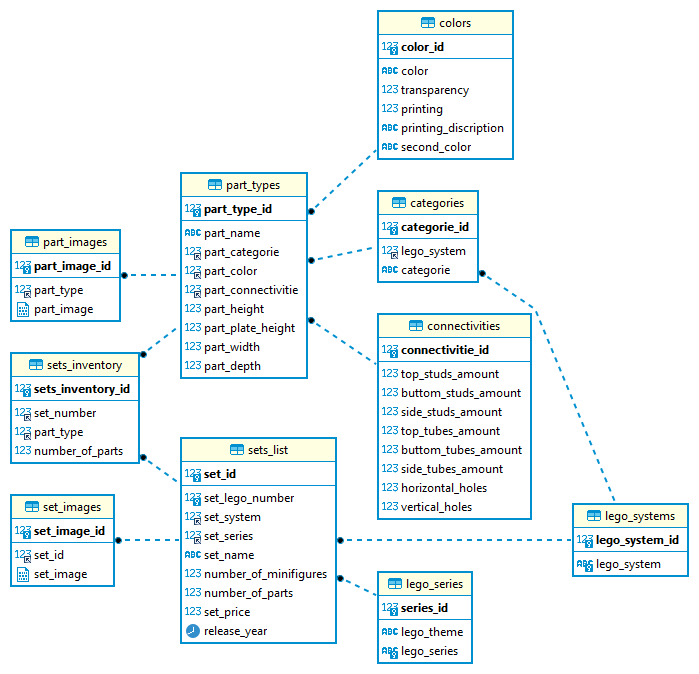 colors
123 color_id
ABC color
123 transparency
123 printing
ABC printing_discription
ABC second_color
part_types
123 part_type_id
ABC part_name
123 part_categorie
123 part_color
123 part_connectivitie
123 part_height
123 part_plate_height
123 part_width
123 part_depth
categories
123 categorie_id
123 lego_system
ABC categorie
part_images
123 part_image_id
123 part_type
part_image
connectivities
123 connectivitie_id
123 top_studs_amount
123 buttom_studs_amount
123 side_studs_amount
123 top_tubes_amount
123 buttom_tubes_amount
123 side_tubes_amount
123 horizontal_holes
123 vertical_holes
sets_inventory
123 sets_inventory_id
123 set_number
123 part_type
123 number_of_parts
sets_list
123 set_id
123 set_lego_number
123 set_system
123 set_series
ABC set_name
123 number_of_minifigures
123 number_of_parts
123 set_price
release_year
set_images
123 set_image_id
123 set_id
set_image
lego_systems
123 lego_system_id
ABC lego_system
lego_series
123 series_id
ABC lego_theme
ABC lego_series